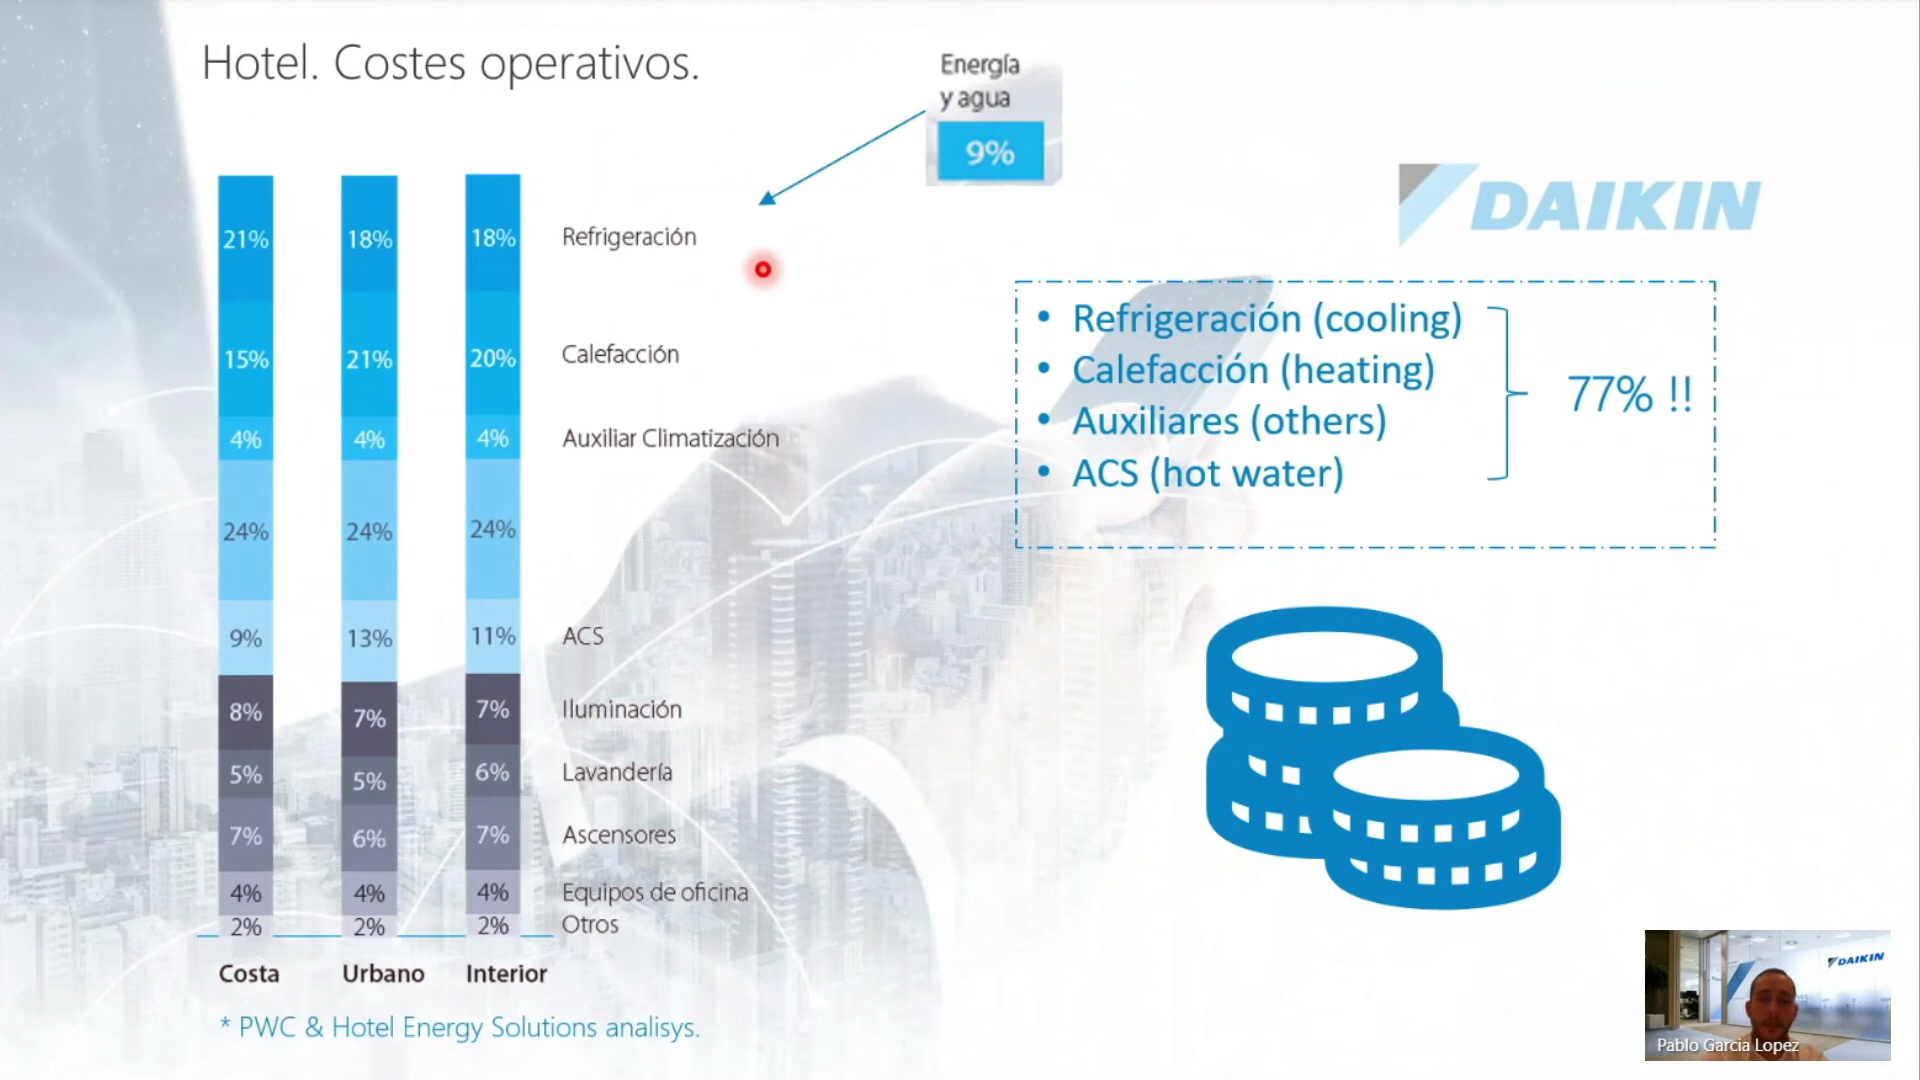 Hotel. Costes operativos.
Energía
y agua
9%
DAIKIN
21% 18% 18% Refrigeración
15% 21% 20% Calefacción
4% 4% 4% Auxiliar Climatización
24% 24% 24%
9% 13% 11% ACS
8% 7% 7% Iluminación
5% 5% 6% Lavandería
7% 6% 7% Ascensores
4% 4% 4% Equipos de oficina
2% 2% 2% Otros
Costa Urbano Interior
* PWC & Hotel Energy Solutions analisys.
• Refrigeración (cooling)
• Calefacción (heating)
• Auxiliares (others)
• ACS (hot water)
77% !!
DAIKIN
Pablo Garcia Lopez